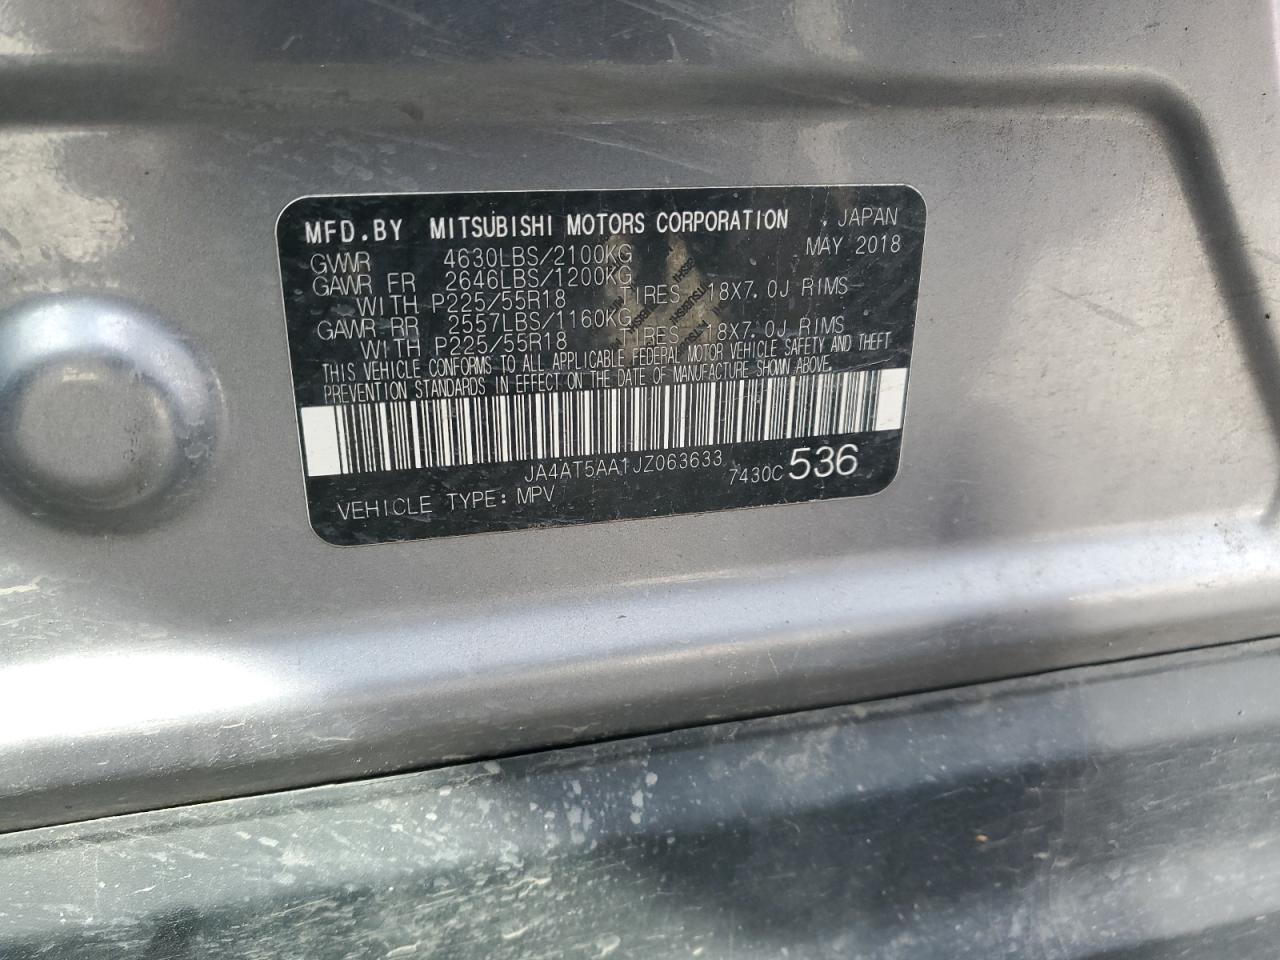 MFD.BY MITSUBISHI MOTORS CORPORATION , JAPAN
GVWR 4630LBS/2100KG MAY 2018
GAWR FR 2646LBS/1200KG
WITH P225/55R18 TIRES, 18X7.0J RIMS
GAWR RR 2557LBS/1160KG
WITH P225/55R18 TIRES, 18X7.0J RIMS
THIS VEHICLE CONFORMS TO ALL APPLICABLE FEDERAL MOTOR VEHICLE SAFETY AND THEFT
PREVENTION STANDARDS IN EFFECT ON THE DATE OF MANUFACTURE SHOWN ABOVE.
JA4AT5AA1JZ063633
7430C 536
VEHICLE TYPE: MPV